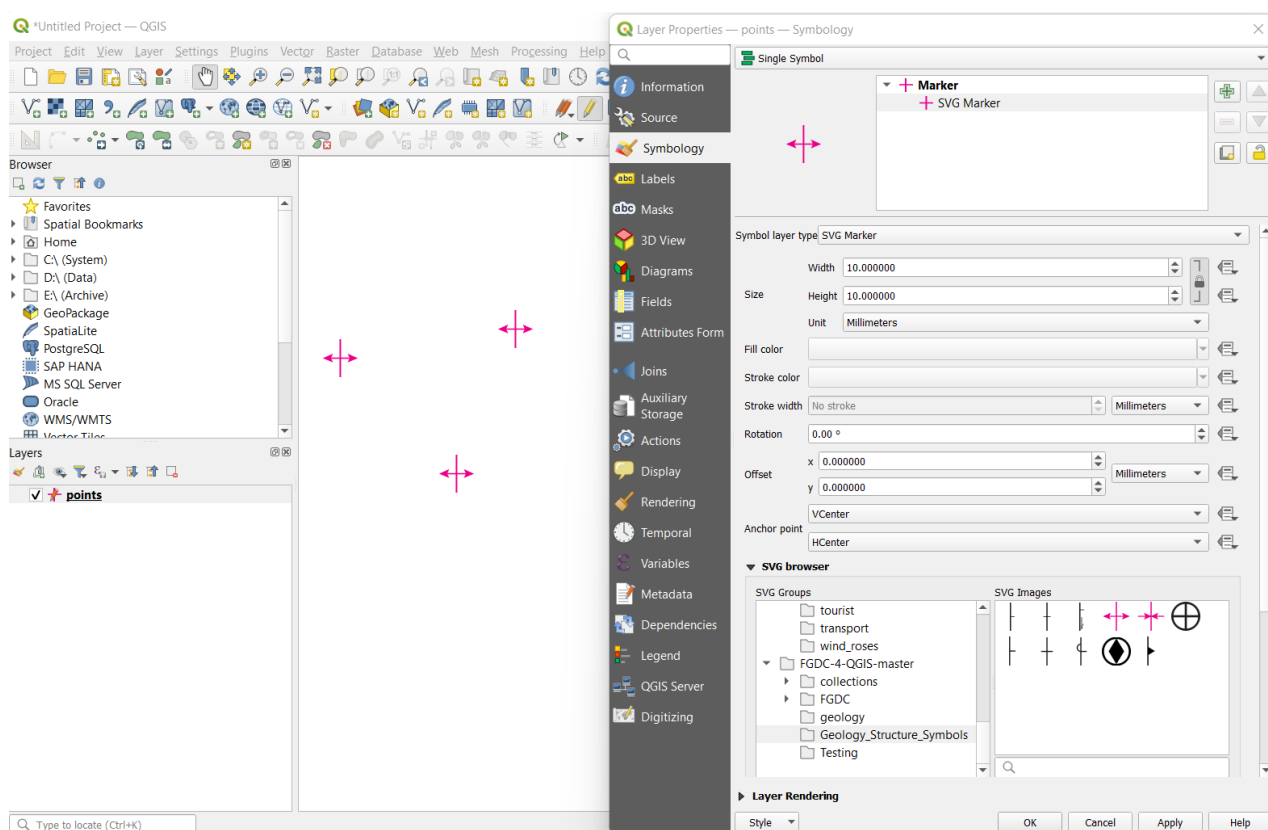 *Untitled Project — QGIS
Project Edit View Layer Settings Plugins Vector Raster Database Web Mesh Processing Help
Browser
Favorites
Spatial Bookmarks
Home
C:\ (System)
D:\ (Data)
E:\ (Archive)
GeoPackage
SpatiaLite
PostgreSQL
SAP HANA
MS SQL Server
Oracle
WMS/WMTS
Vector Tiles
Layers
points
Type to locate (Ctrl+K)
Layer Properties — points — Symbology
Information
Source
Symbology
abc Labels
abc Masks
3D View
Diagrams
Fields
Attributes Form
Joins
Auxiliary
Storage
Actions
Display
Rendering
Temporal
Variables
Metadata
Dependencies
Legend
QGIS Server
Digitizing
Single Symbol
Marker
SVG Marker
Symbol layer type SVG Marker
Size
Width 10.000000
Height 10.000000
Unit Millimeters
Fill color
Stroke color
Stroke width No stroke Millimeters
Rotation 0.00 °
Offset
x 0.000000
y 0.000000
Millimeters
Anchor point
VCenter
HCenter
SVG browser
SVG Groups
tourist
transport
wind_roses
FGDC-4-QGIS-master
collections
FGDC
geology
Geology_Structure_Symbols
Testing
SVG Images
Layer Rendering
Style OK Cancel Apply Help